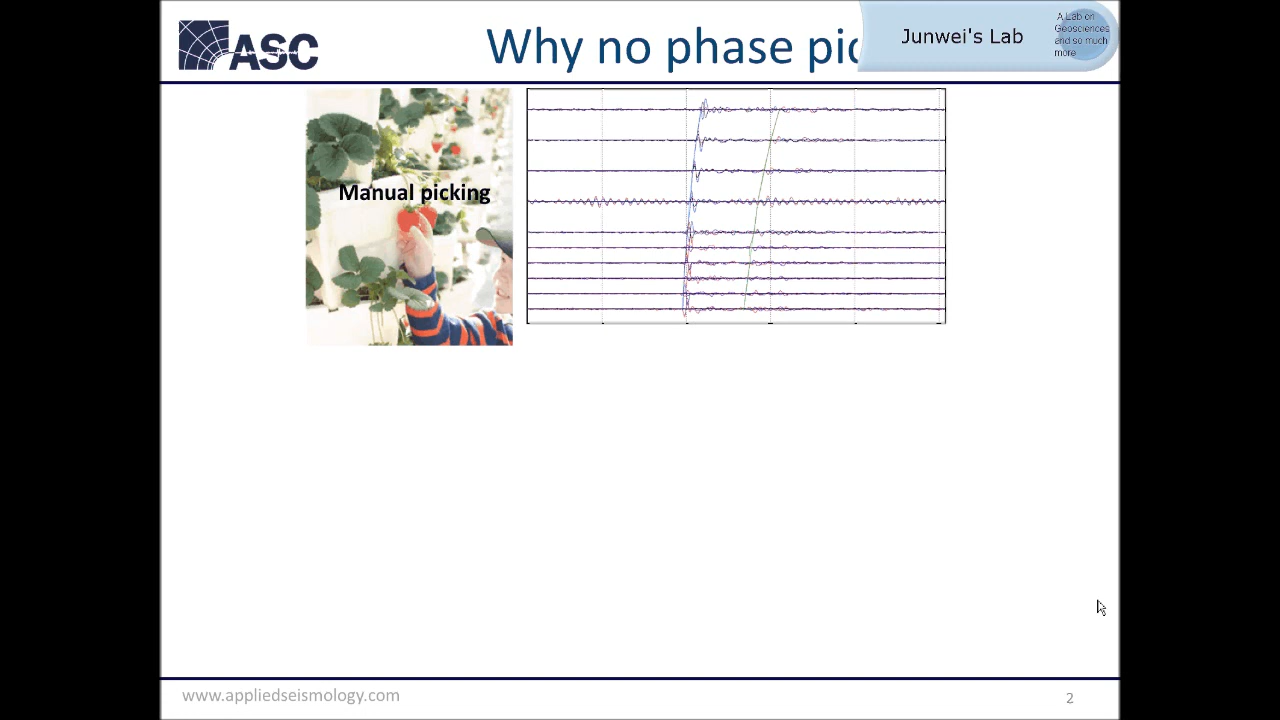 ASC
Why no phase pic
Junwei's Lab
A Lab on
Geosciences
and so much
more
Manual picking
www.appliedseismology.com
2